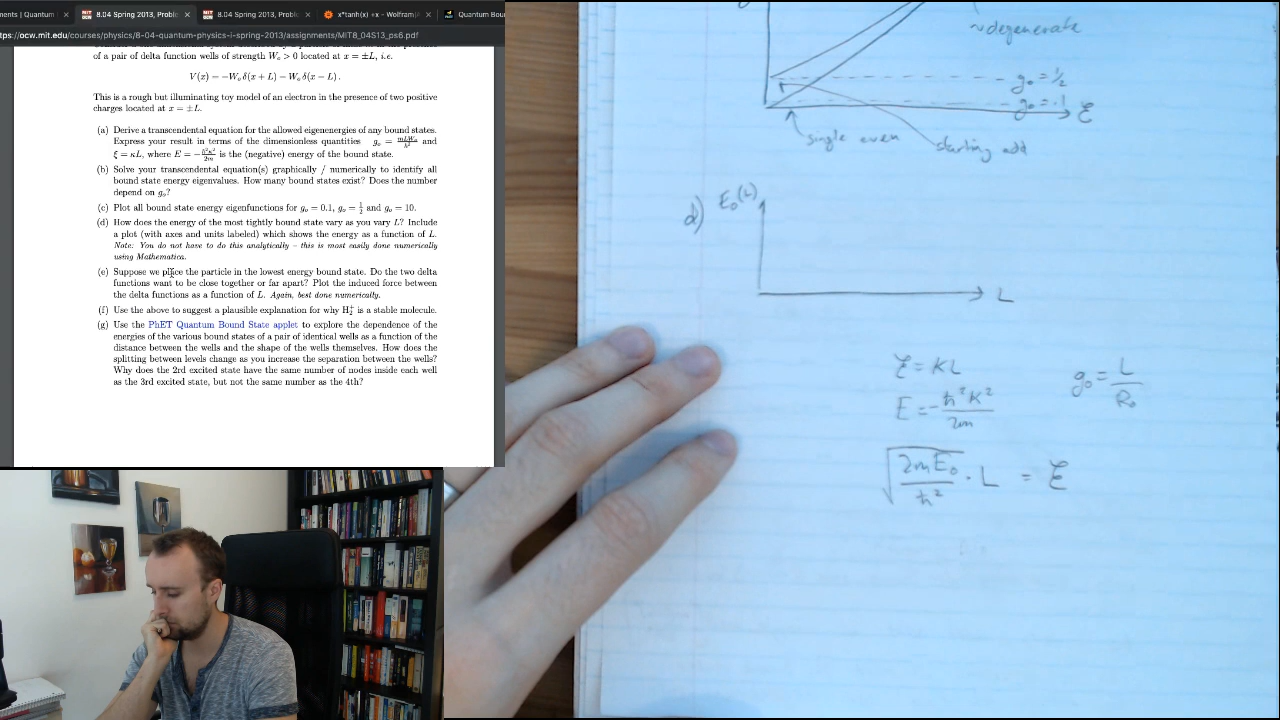 ments | Quantum
8.04 Spring 2013, Proble
8.04 Spring 2013, Proble
x*tanh(x) +x - Wolfram|A
Quantum Bou
ttps://ocw.mit.edu/courses/physics/8-04-quantum-physics-i-spring-2013/assignments/MIT8_04S13_ps6.pdf
of a pair of delta function wells of strength Wₒ > 0 located at x = ±L, i.e.
V(x) = −Wₒ δ(x + L) − Wₒ δ(x − L) .
This is a rough but illuminating toy model of an electron in the presence of two positive
charges located at x = ±L.
(a) Derive a transcendental equation for the allowed eigenenergies of any bound states.
Express your result in terms of the dimensionless quantities gₒ = mLWₒ/ħ² and
ξ = κL, where E = −ħ²κ²/2m is the (negative) energy of the bound state.
(b) Solve your transcendental equation(s) graphically / numerically to identify all
bound state energy eigenvalues. How many bound states exist? Does the number
depend on gₒ?
(c) Plot all bound state energy eigenfunctions for gₒ = 0.1, gₒ = 1/2 and gₒ = 10.
(d) How does the energy of the most tightly bound state vary as you vary L? Include
a plot (with axes and units labeled) which shows the energy as a function of L.
Note: You do not have to do this analytically – this is most easily done numerically
using Mathematica.
(e) Suppose we place the particle in the lowest energy bound state. Do the two delta
functions want to be close together or far apart? Plot the induced force between
the delta functions as a function of L. Again, best done numerically.
(f) Use the above to suggest a plausible explanation for why H₂⁺ is a stable molecule.
(g) Use the PhET Quantum Bound State applet to explore the dependence of the
energies of the various bound states of a pair of identical wells as a function of the
distance between the wells and the shape of the wells themselves. How does the
splitting between levels change as you increase the separation between the wells?
Why does the 2rd excited state have the same number of nodes inside each well
as the 3rd excited state, but not the same number as the 4th?
~degenerate
g₀ = ½
g₀ = .1
ξ
single even
starting odd
d)
E₀(L)
L
ξ = KL
g₀ = L/R₀
E = -ħ²K²/2m
√(2mE₀/ħ²) · L = ξ